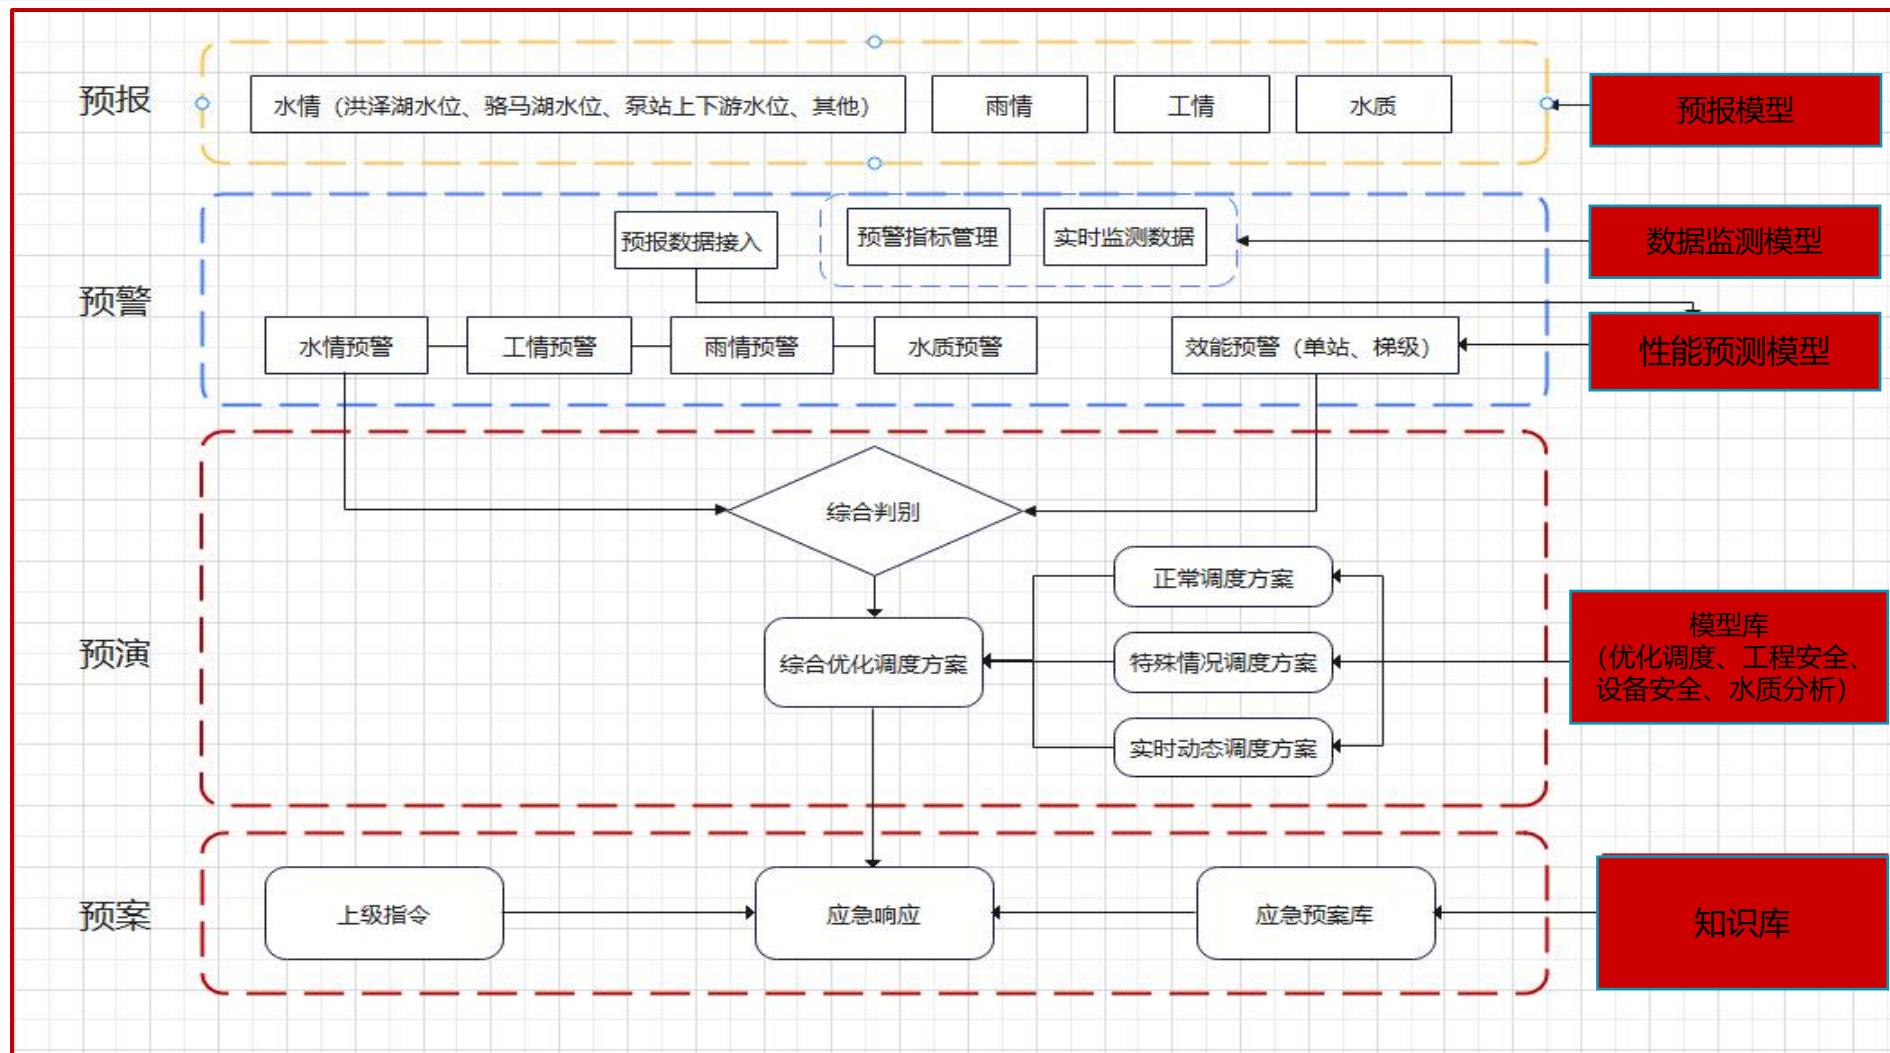 预报
水情（洪泽湖水位、骆马湖水位、泵站上下游水位、其他）
雨情
工情
水质
预报模型
预警
预报数据接入
预警指标管理
实时监测数据
数据监测模型
水情预警
工情预警
雨情预警
水质预警
效能预警（单站、梯级）
性能预测模型
预演
综合判别
综合优化调度方案
正常调度方案
特殊情况调度方案
实时动态调度方案
模型库
（优化调度、工程安全、
设备安全、水质分析）
预案
上级指令
应急响应
应急预案库
知识库